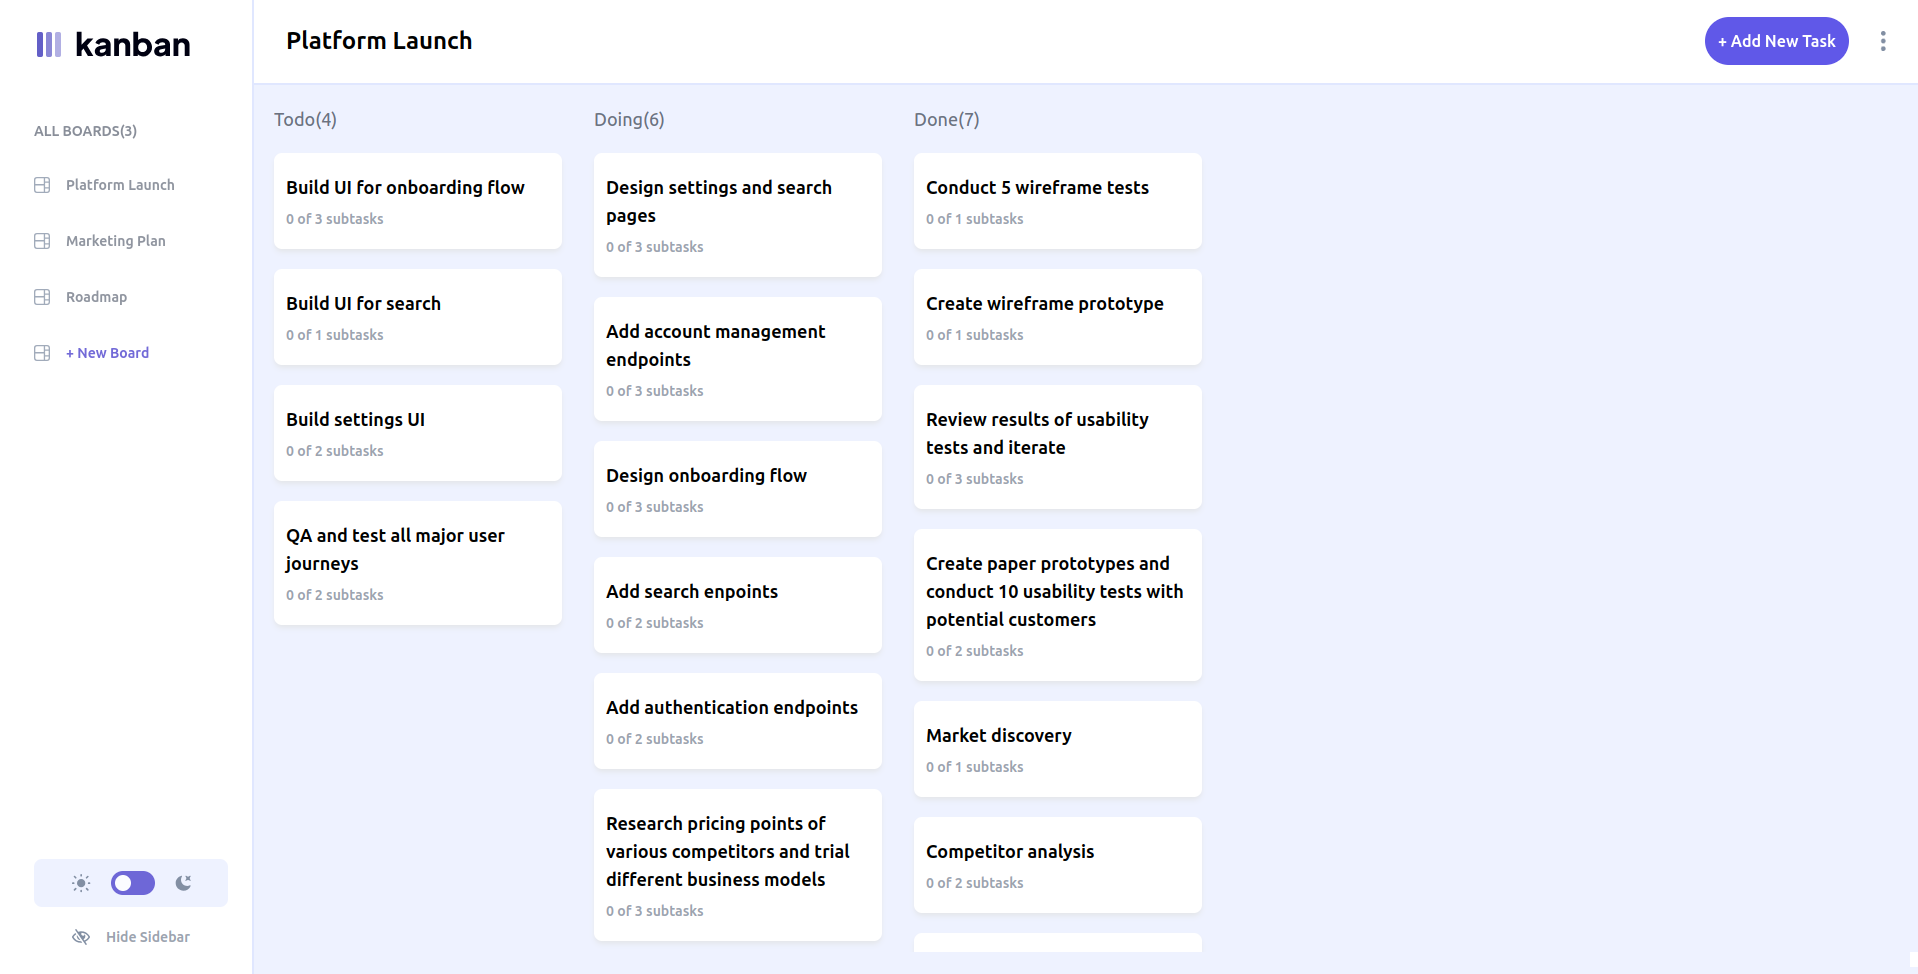 kanban
Platform Launch
+ Add New Task
ALL BOARDS(3)
Platform Launch
Marketing Plan
Roadmap
+ New Board
Hide Sidebar
Todo(4)
Build UI for onboarding flow
0 of 3 subtasks
Build UI for search
0 of 1 subtasks
Build settings UI
0 of 2 subtasks
QA and test all major user
journeys
0 of 2 subtasks
Doing(6)
Design settings and search
pages
0 of 3 subtasks
Add account management
endpoints
0 of 3 subtasks
Design onboarding flow
0 of 3 subtasks
Add search enpoints
0 of 2 subtasks
Add authentication endpoints
0 of 2 subtasks
Research pricing points of
various competitors and trial
different business models
0 of 3 subtasks
Done(7)
Conduct 5 wireframe tests
0 of 1 subtasks
Create wireframe prototype
0 of 1 subtasks
Review results of usability
tests and iterate
0 of 3 subtasks
Create paper prototypes and
conduct 10 usability tests with
potential customers
0 of 2 subtasks
Market discovery
0 of 1 subtasks
Competitor analysis
0 of 2 subtasks